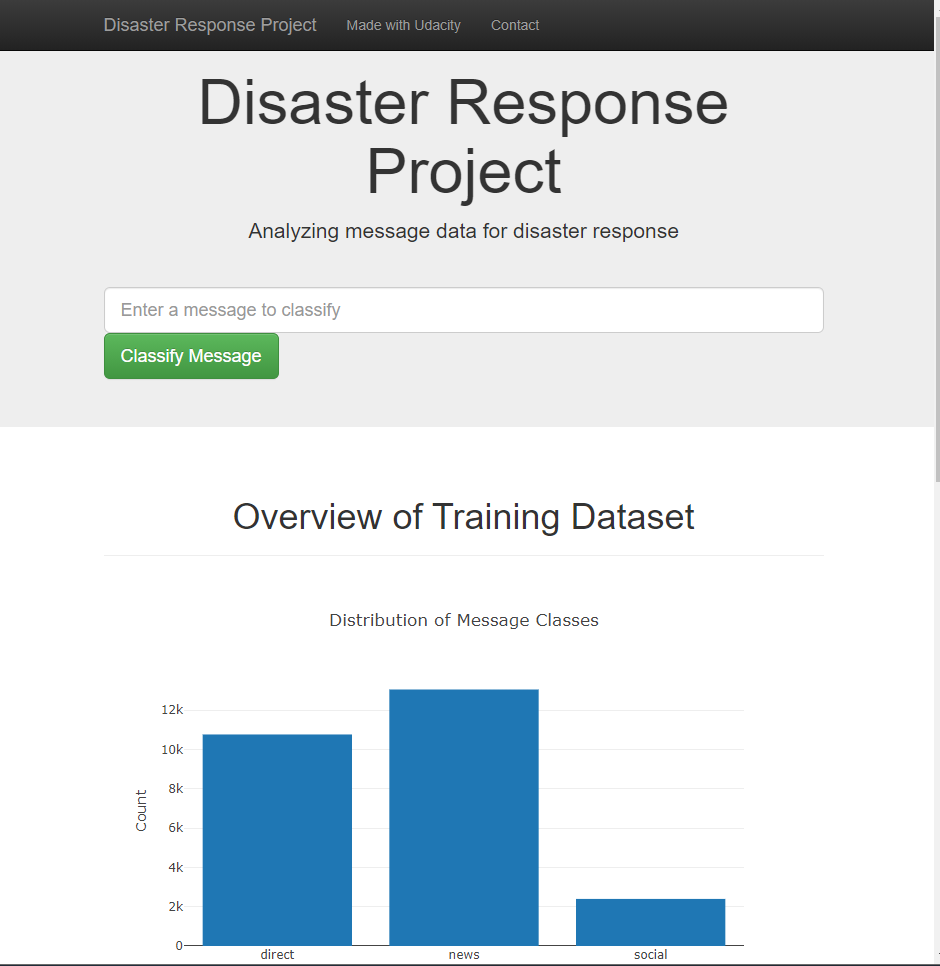 Disaster Response Project Made with Udacity Contact
Disaster Response
Project
Analyzing message data for disaster response
Enter a message to classify
Classify Message
Overview of Training Dataset
Distribution of Message Classes
12k
10k
8k
6k
4k
2k
0
Count
direct news social